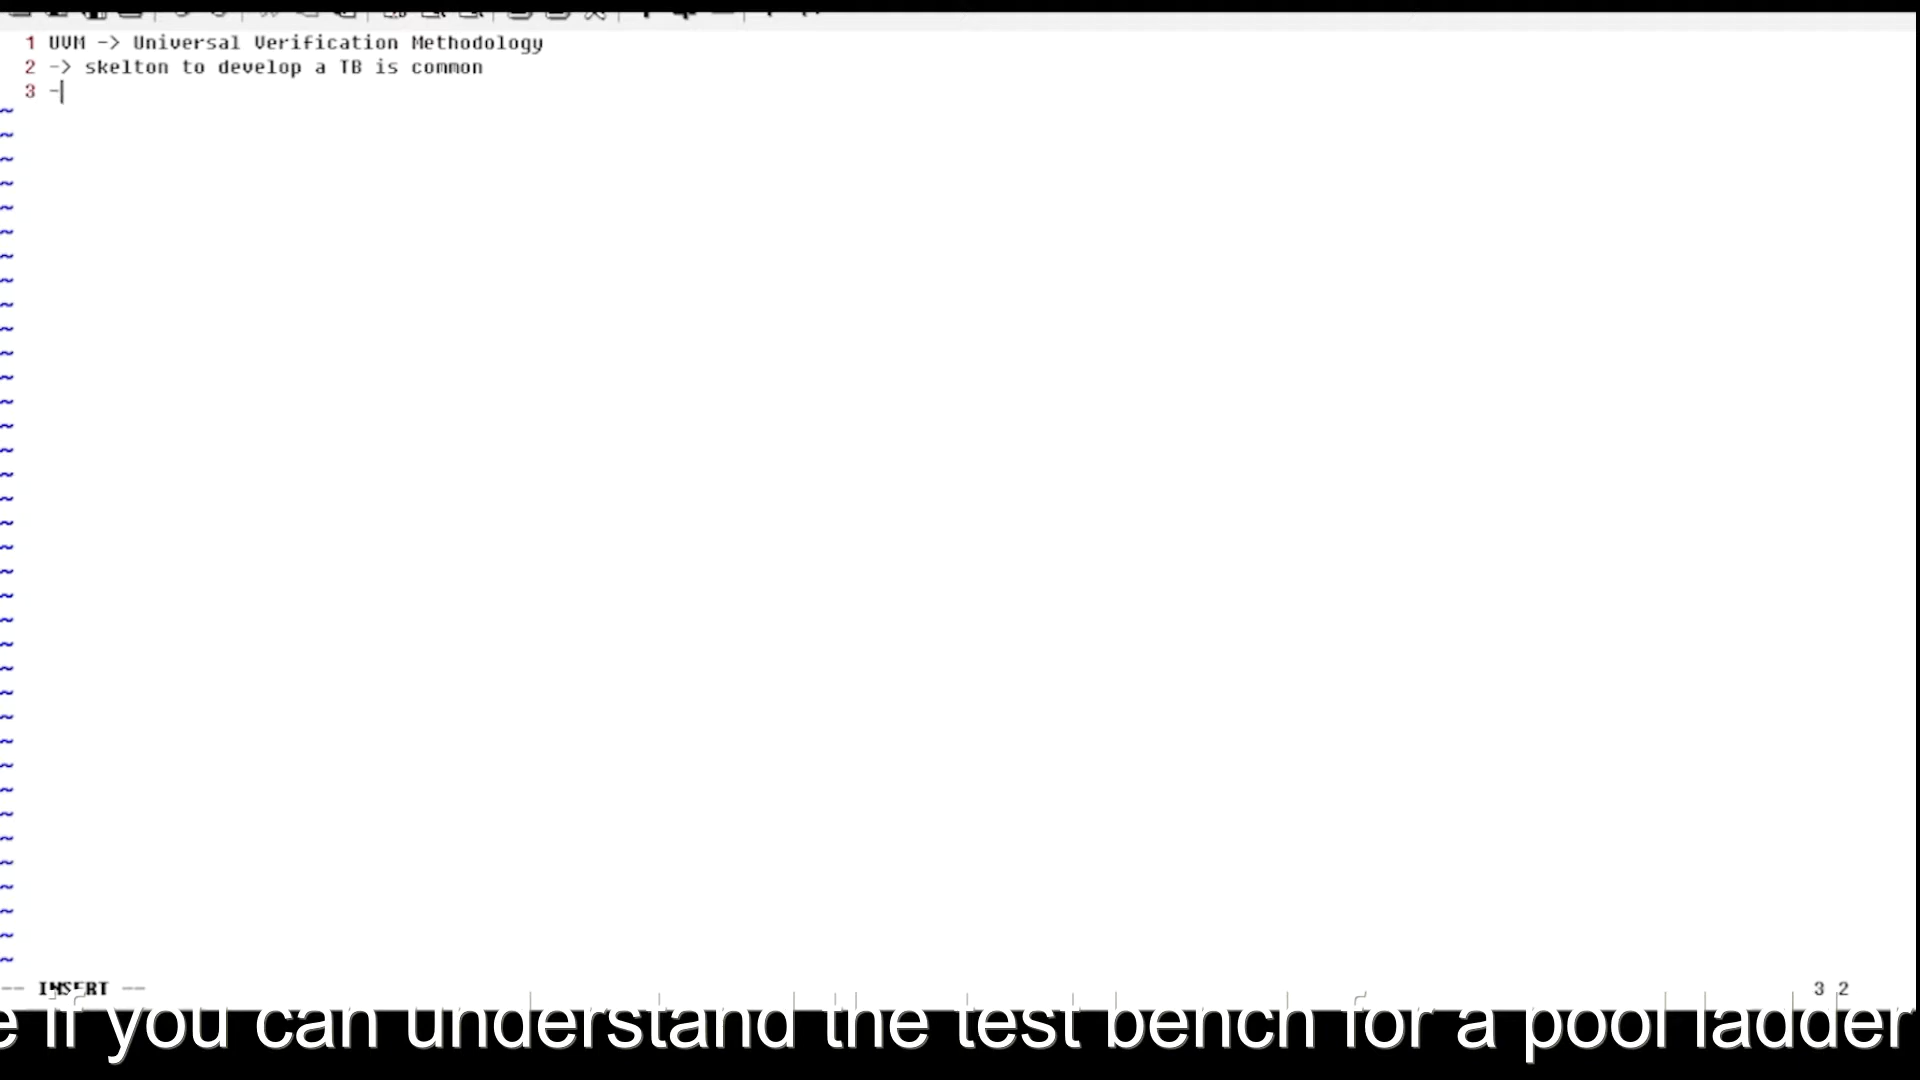 1 UVM -> Universal Verification Methodology
2 -> skelton to develop a TB is common
3 -
-- INSERT --
3 2
if you can understand the test bench for a pool ladder